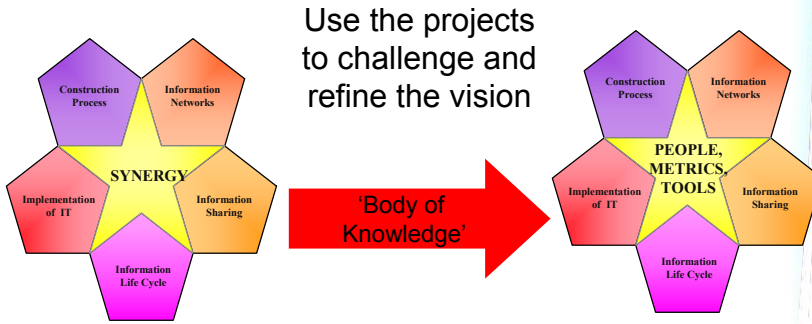 Use the projects
to challenge and
refine the vision
Construction
Process
Information
Networks
SYNERGY
Implementation
of IT
Information
Sharing
Information
Life Cycle
‘Body of
Knowledge’
Construction
Process
Information
Networks
PEOPLE,
METRICS,
TOOLS
Implementation
of IT
Information
Sharing
Information
Life Cycle